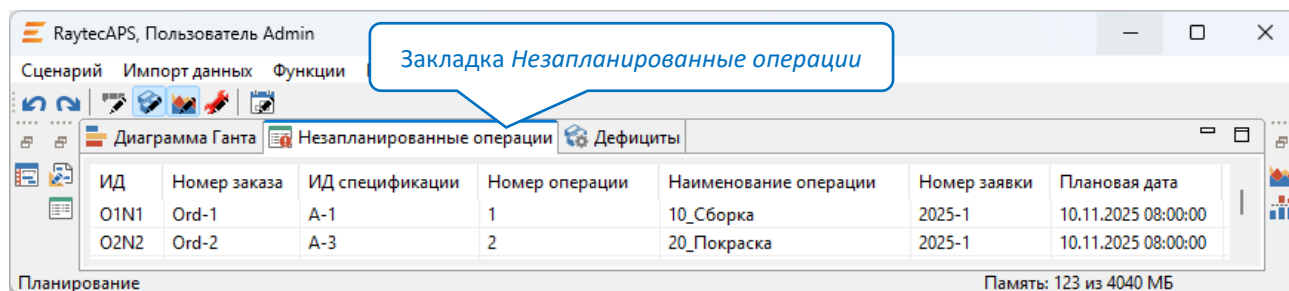 RaytecAPS, Пользователь Admin
Закладка Незапланированные операции
Сценарий Импорт данных Функции
Диаграмма Ганта Незапланированные операции Дефициты
ИД Номер заказа ИД спецификации Номер операции Наименование операции Номер заявки Плановая дата
O1N1 Ord-1 A-1 1 10_Сборка 2025-1 10.11.2025 08:00:00
O2N2 Ord-2 A-3 2 20_Покраска 2025-1 10.11.2025 08:00:00
Планирование Память: 123 из 4040 МБ